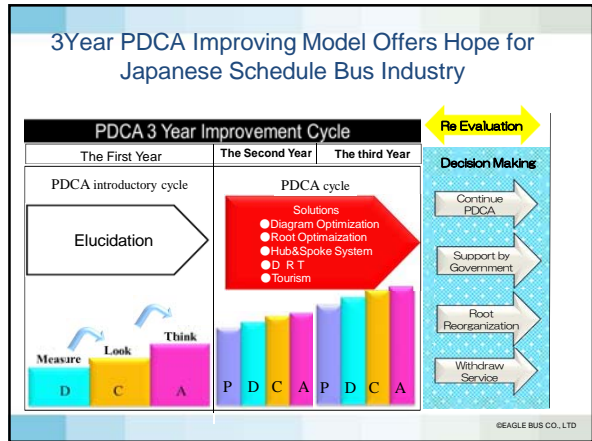 3Year PDCA Improving Model Offers Hope for
Japanese Schedule Bus Industry
PDCA 3 Year Improvement Cycle
The First Year
The Second Year
The third Year
PDCA introductory cycle
Elucidation
Measure
Look
Think
D
C
A
PDCA cycle
Solutions
●Diagram Optimization
●Root Optimaization
●Hub&Spoke System
●D R T
●Tourism
P D C A P D C A
Re Evaluation
Decision Making
Continue
PDCA
Support by
Government
Root
Reorganization
Withdraw
Service
©EAGLE BUS CO., LTD